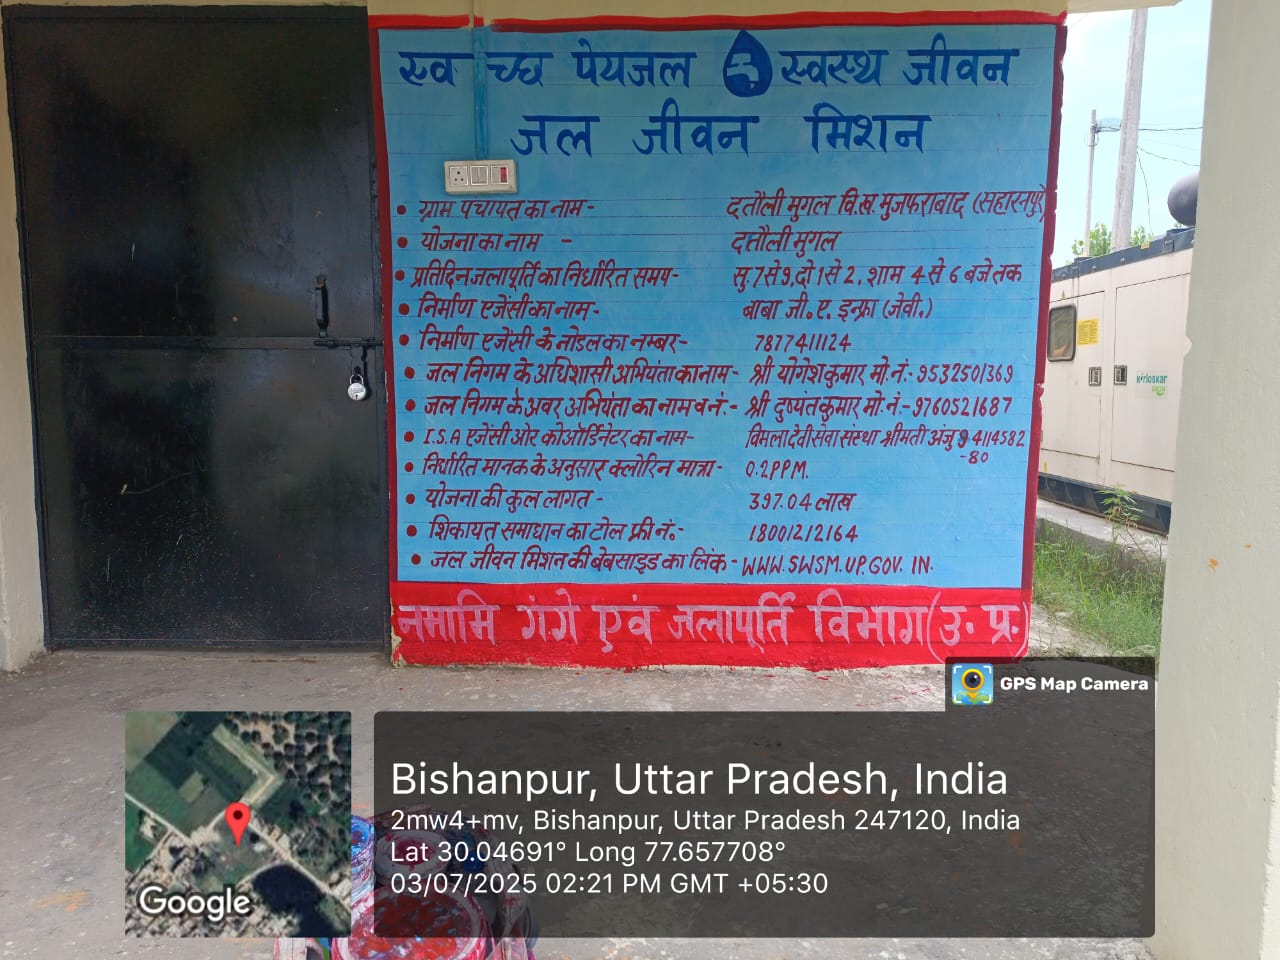 स्व च्छ पेयजल स्वस्थ जीवन
जल जीवन मिशन
• ग्राम पंचायत का नाम - दतौली मुगल वि.ख. मुजफराबाद (सहारनपुर)
• योजना का नाम - दत्तौली मुगल
• प्रतिदिन जलापूर्ति का निर्धारित समय- सु. 7 से 9, दो 1 से 2, शाम 4 से 6 बजे तक
• निर्माण एजेंसी का नाम- बाबा जी. ए. इन्फ्रा (जेवी.)
• निर्माण एजेंसी के नोडल का नम्बर- 7877411124
• जल निगम के अधिशासी अभियंता का नाम- श्री योगेश कुमार मो.नं.- 9532501369
• जल निगम के अवर अभियंता का नाम व नं.- श्री दुष्यंत कुमार मो.नं.- 9760521687
• I.S.A एजेंसी ओर कोऑर्डिनेटर का नाम- विमला देवी सेवा संस्था श्रीमती अंजु 94114582
-80
• निर्धारित मानक के अनुसार क्लोरिन मात्रा- 0.2PPM.
• योजना की कुल लागत - 397.04 लाख
• शिकायत समाधान का टोल फ्री नं.- 18001212164
• जल जीवन मिशन की बेबसाइड का लिंक - WWW.SWSM.UP.GOV. IN.
नमामि गंगे एवं जलापूर्ति विभाग (उ. प्र.)
Kirloskar
GPS Map Camera
Bishanpur, Uttar Pradesh, India
2mw4+mv, Bishanpur, Uttar Pradesh 247120, India
Lat 30.04691° Long 77.657708°
03/07/2025 02:21 PM GMT +05:30
Google